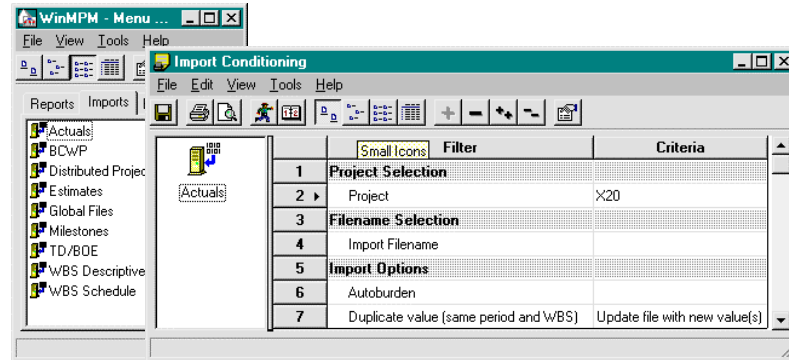 WinMPM - Menu ...
File View Tools Help
Reports Imports
Actuals
BCWP
Distributed Projec
Estimates
Global Files
Milestones
TD/BOE
WBS Descriptive
WBS Schedule
Import Conditioning
File Edit View Tools Help
Actuals
Small Icons
Filter Criteria
1 Project Selection
2 Project X20
3 Filename Selection
4 Import Filename
5 Import Options
6 Autoburden
7 Duplicate value (same period and WBS) Update file with new value(s)